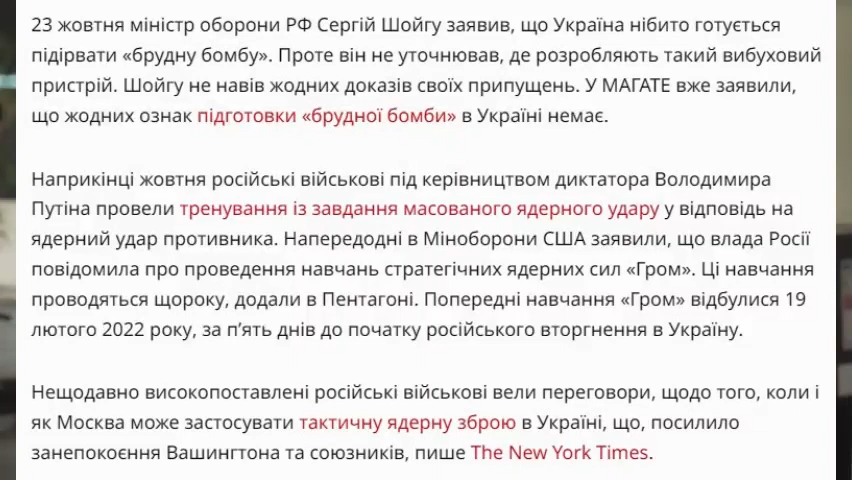 23 жовтня міністр оборони РФ Сергій Шойгу заявив, що Україна нібито готується
підірвати «брудну бомбу». Проте він не уточнював, де розробляють такий вибуховий
пристрій. Шойгу не навів жодних доказів своїх припущень. У МАГАТЕ вже заявили,
що жодних ознак підготовки «брудної бомби» в Україні немає.
Наприкінці жовтня російські військові під керівництвом диктатора Володимира
Путіна провели тренування із завдання масованого ядерного удару у відповідь на
ядерний удар противника. Напередодні в Міноборони США заявили, що влада Росії
повідомила про проведення навчань стратегічних ядерних сил «Гром». Ці навчання
проводяться щороку, додали в Пентагоні. Попередні навчання «Гром» відбулися 19
лютого 2022 року, за п’ять днів до початку російського вторгнення в Україну.
Нещодавно високопоставлені російські військові вели переговори, щодо того, коли і
як Москва може застосувати тактичну ядерну зброю в Україні, що, посилило
занепокоєння Вашингтона та союзників, пише The New York Times.